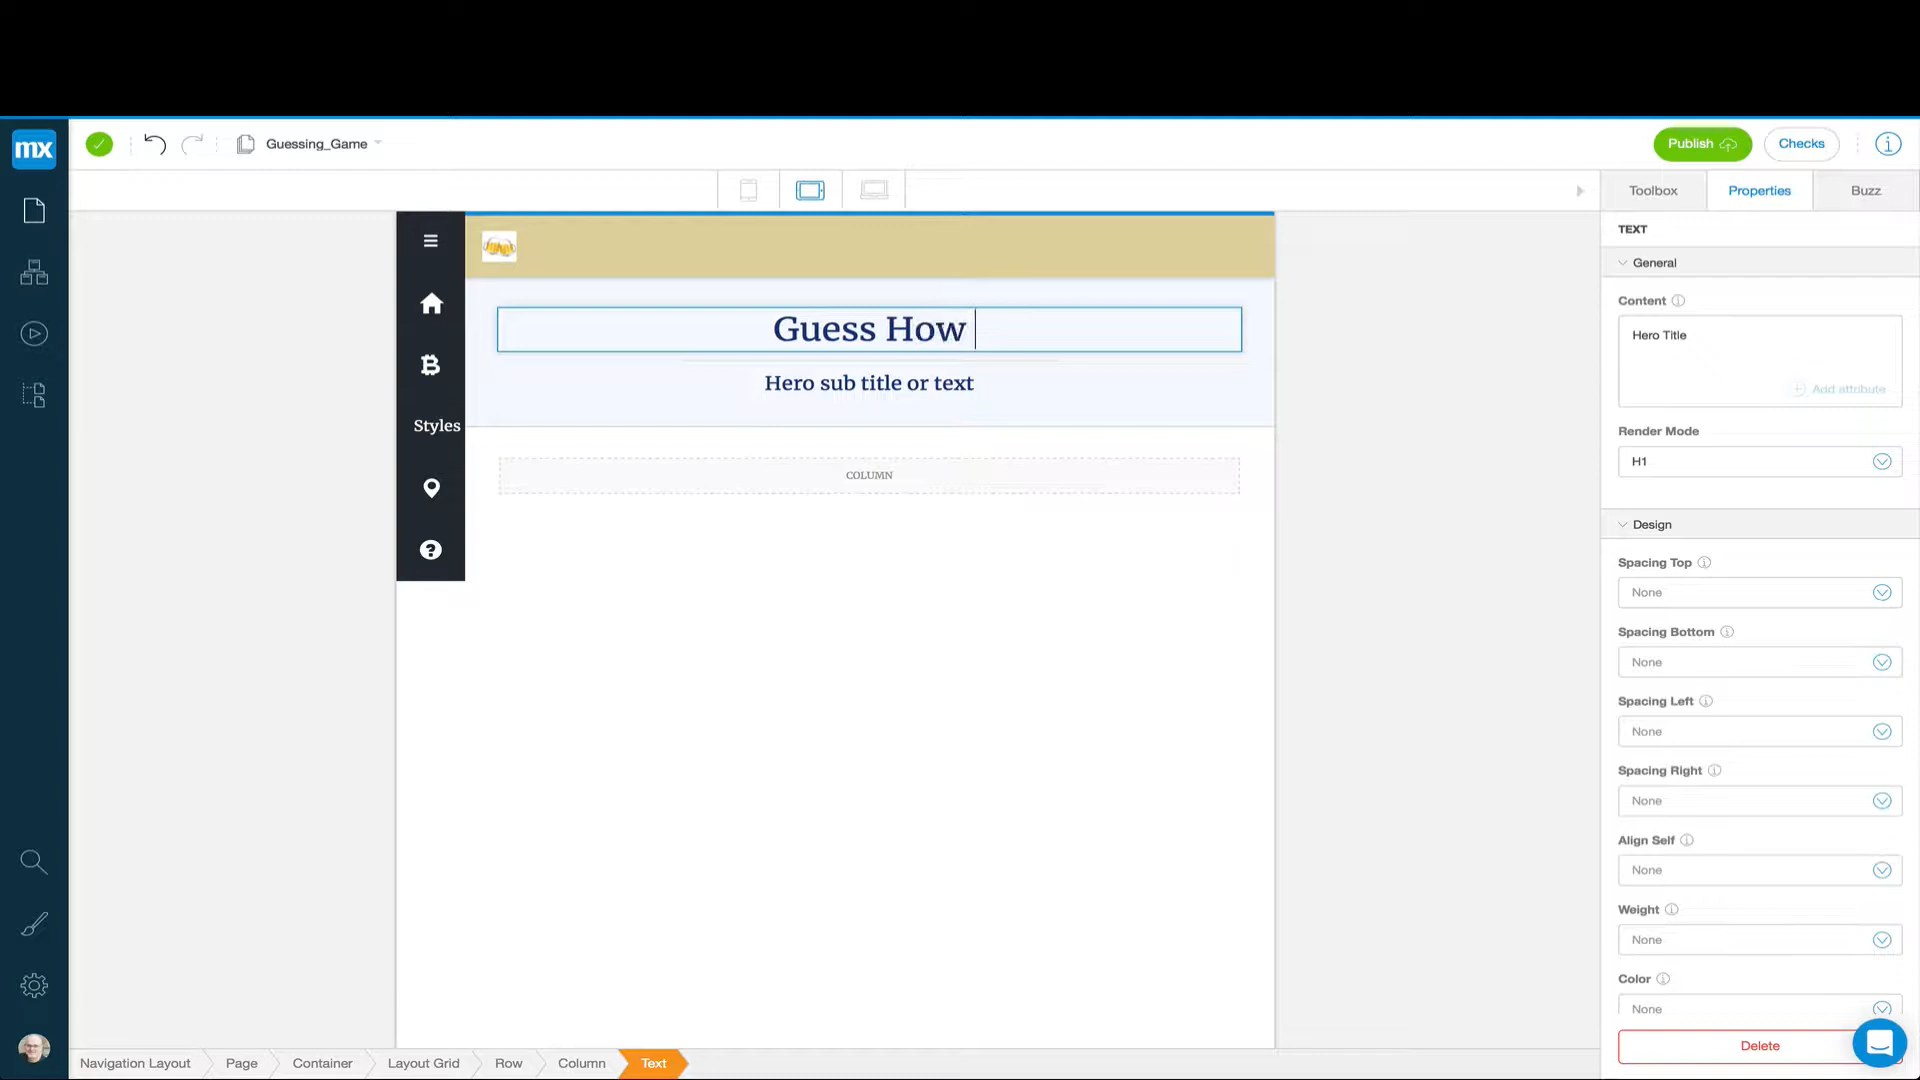 mx
Guessing_Game
Publish
Checks
Toolbox
Properties
Buzz
TEXT
General
Content
Hero Title
Add attribute
Render Mode
H1
Design
Spacing Top
None
Spacing Bottom
None
Spacing Left
None
Spacing Right
None
Align Self
None
Weight
None
Color
None
Delete
Guess How
Hero sub title or text
Styles
COLUMN
Navigation Layout
Page
Container
Layout Grid
Row
Column
Text